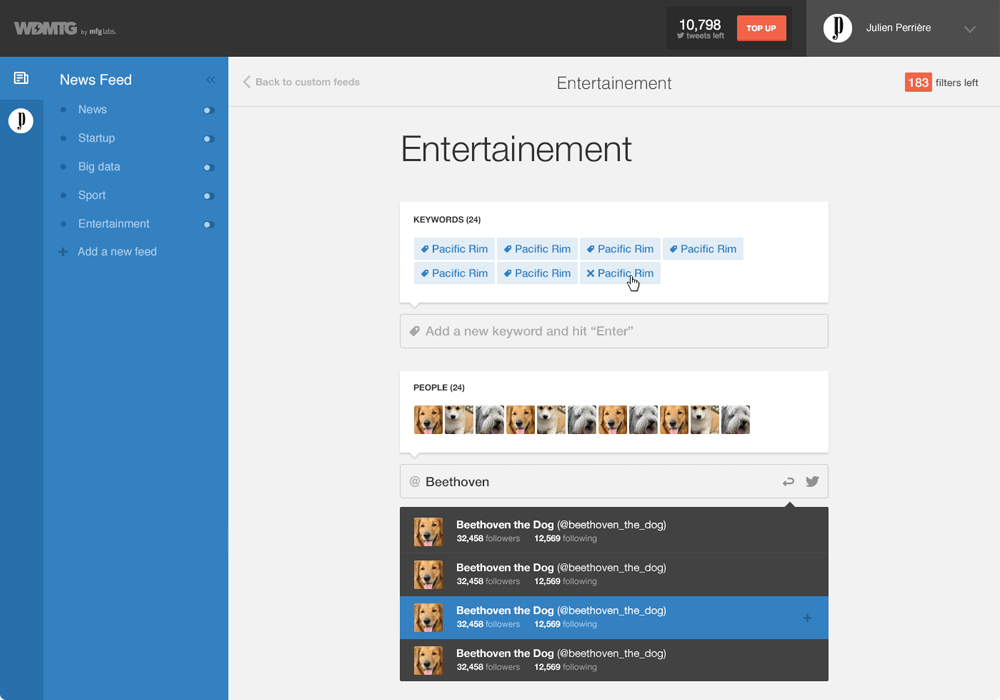 WDMTG by mfglabs.
10,798
tweets left
TOP UP
Julien Perrière
News Feed
News
Startup
Big data
Sport
Entertainment
Add a new feed
Back to custom feeds
Entertainement
183 filters left
Entertainement
KEYWORDS (24)
Pacific Rim Pacific Rim Pacific Rim Pacific Rim
Pacific Rim Pacific Rim Pacific Rim
Add a new keyword and hit “Enter”
PEOPLE (24)
@ Beethoven
Beethoven the Dog (@beethoven_the_dog)
32,458 followers 12,569 following
Beethoven the Dog (@beethoven_the_dog)
32,458 followers 12,569 following
Beethoven the Dog (@beethoven_the_dog)
32,458 followers 12,569 following
Beethoven the Dog (@beethoven_the_dog)
32,458 followers 12,569 following